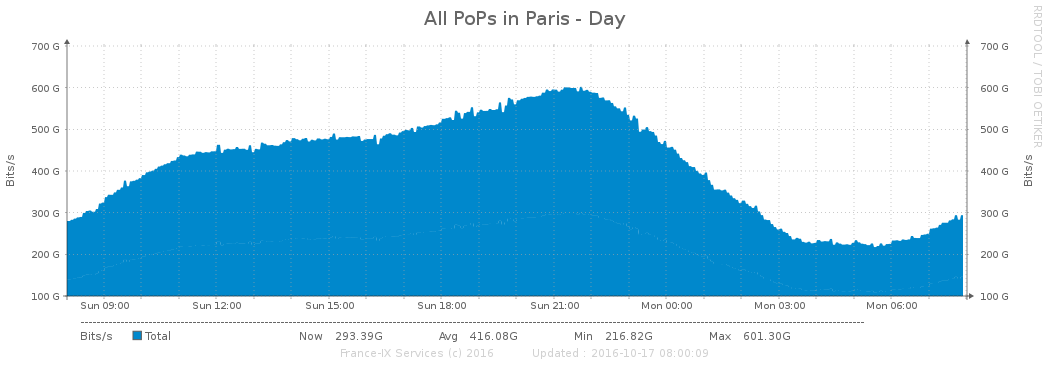 All PoPs in Paris - Day
RRDTOOL / TOBI OETIKER
700 G 700 G
600 G 600 G
500 G 500 G
400 G 400 G
300 G 300 G
200 G 200 G
100 G 100 G
Bits/s
Bits/s
Sun 09:00 Sun 12:00 Sun 15:00 Sun 18:00 Sun 21:00 Mon 00:00 Mon 03:00 Mon 06:00
Bits/s Total Now 293.39G Avg 416.08G Min 216.82G Max 601.30G
France-IX Services (c) 2016 Updated : 2016-10-17 08:00:09